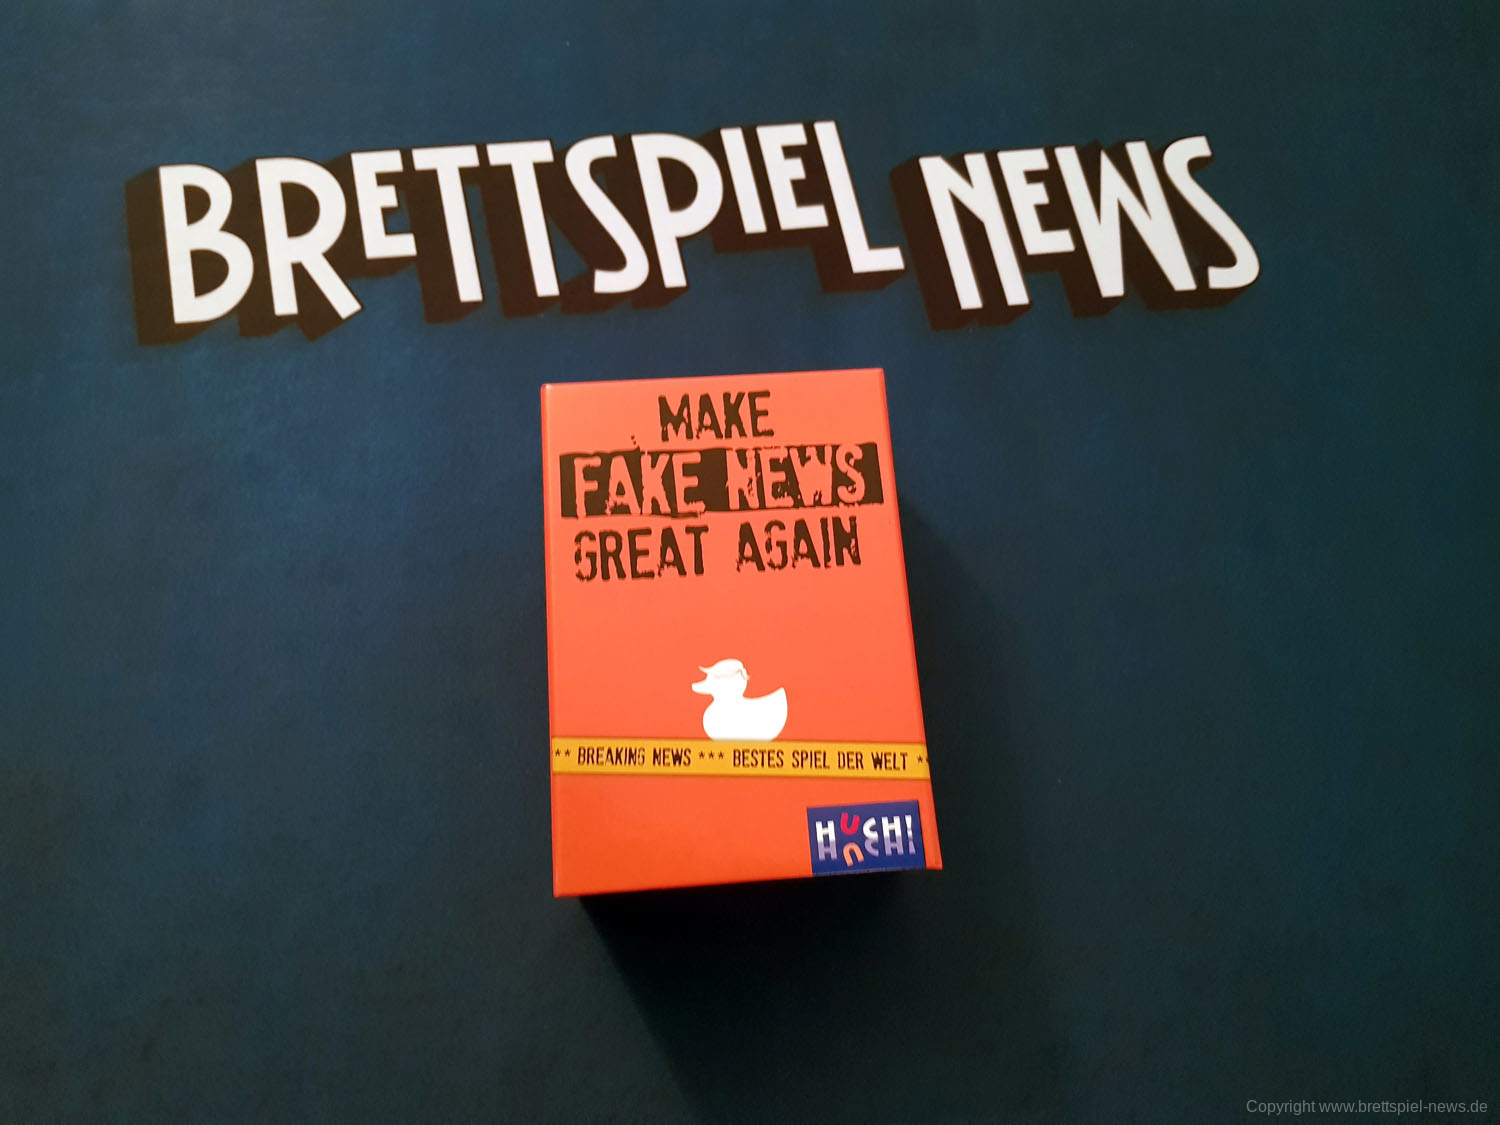 BRETTSPIEL NEWS
MAKE
FAKE NEWS
GREAT AGAIN
** BREAKING NEWS *** BESTES SPIEL DER WELT *
HUCH!
Copyright www.brettspiel-news.de